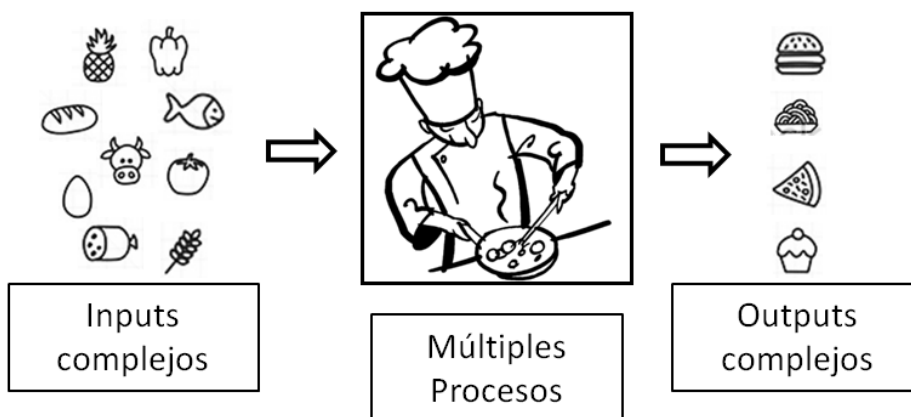 Inputs
complejos
Múltiples
Procesos
Outputs
complejos